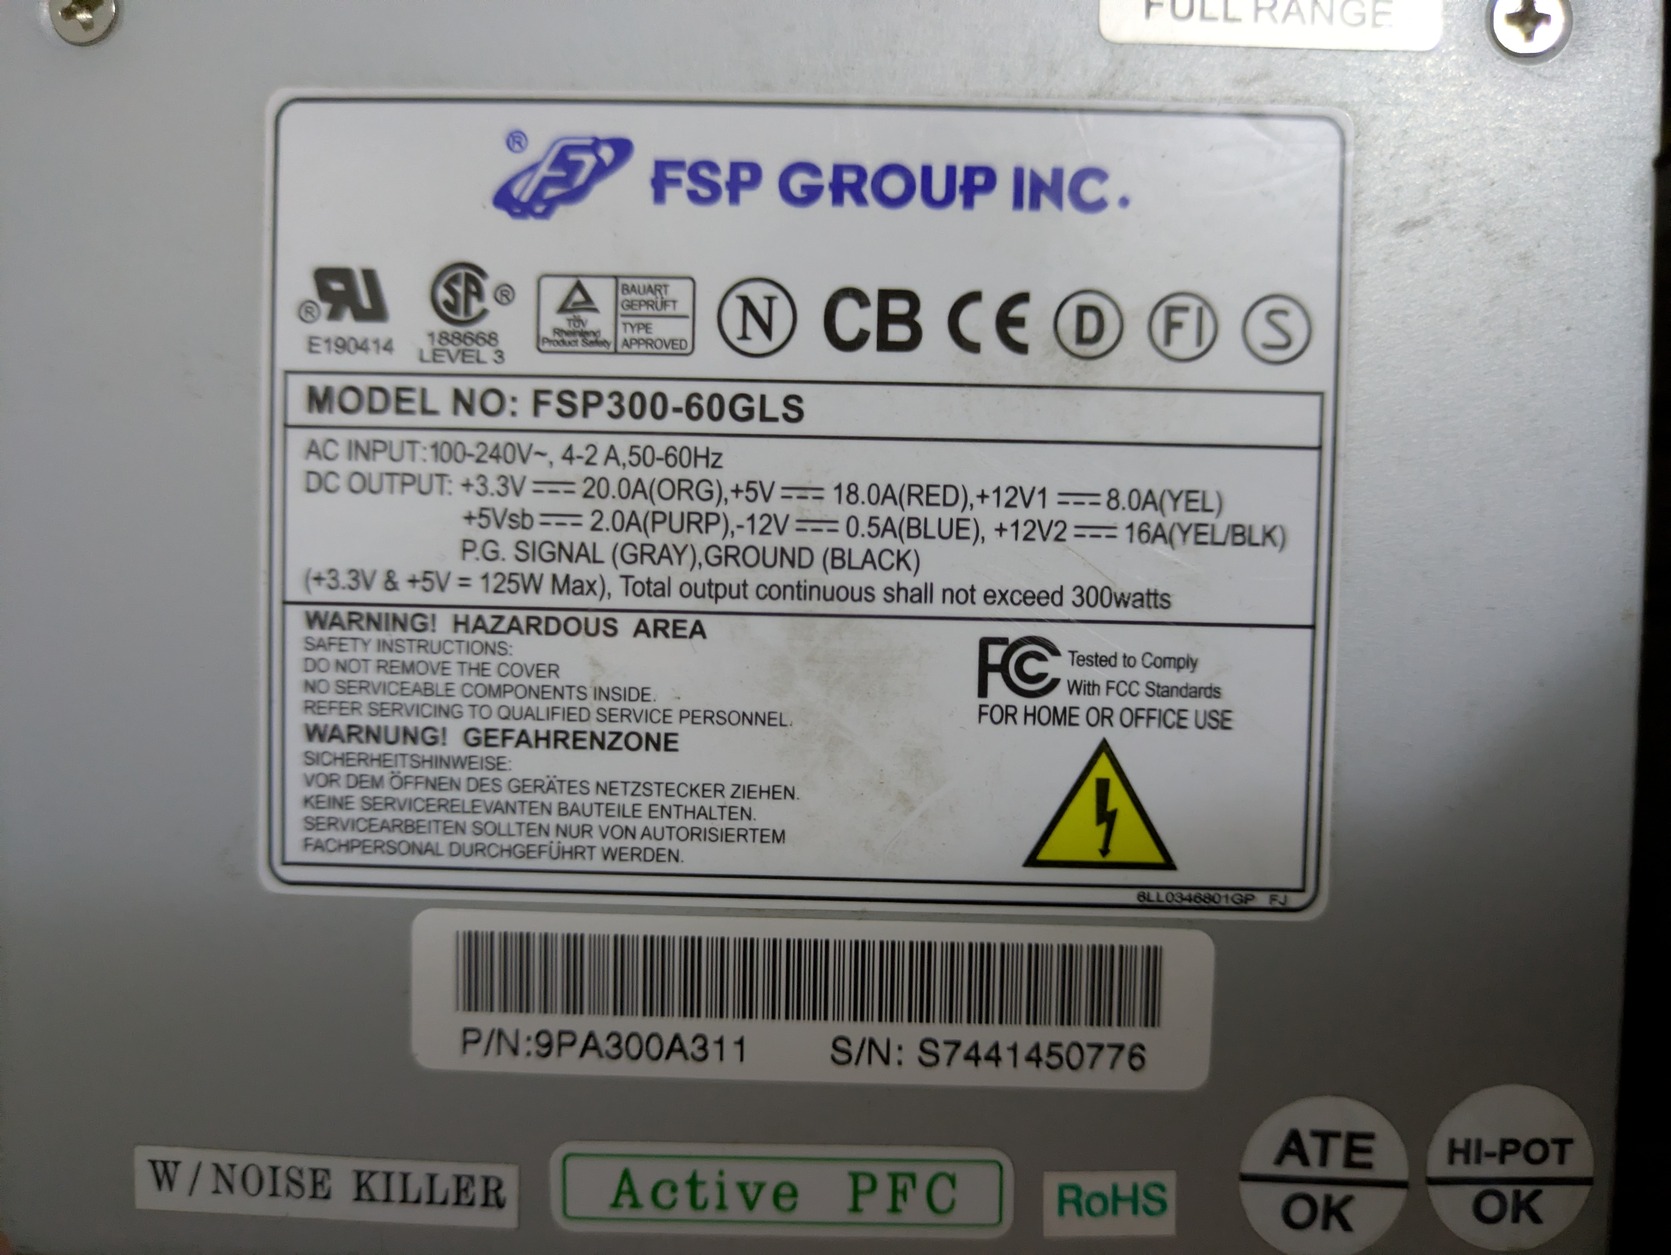 FULL RANGE
® FSP GROUP INC.
® RU ® SA ®
E190414
188668
LEVEL 3
TÜV
Rheinland
Product Safety
BAUART
GEPRÜFT
TYPE
APPROVED
N CB CE D FI S
MODEL NO: FSP300-60GLS
AC INPUT:100-240V~, 4-2 A,50-60Hz
DC OUTPUT: +3.3V⎓20.0A(ORG),+5V⎓18.0A(RED),+12V1⎓8.0A(YEL)
+5Vsb⎓2.0A(PURP),-12V⎓0.5A(BLUE), +12V2⎓16A(YEL/BLK)
P.G. SIGNAL (GRAY),GROUND (BLACK)
(+3.3V & +5V = 125W Max), Total output continuous shall not exceed 300watts
WARNING! HAZARDOUS AREA
SAFETY INSTRUCTIONS:
DO NOT REMOVE THE COVER
NO SERVICEABLE COMPONENTS INSIDE.
REFER SERVICING TO QUALIFIED SERVICE PERSONNEL.
WARNUNG! GEFAHRENZONE
SICHERHEITSHINWEISE:
VOR DEM ÖFFNEN DES GERÄTES NETZSTECKER ZIEHEN.
KEINE SERVICERELEVANTEN BAUTEILE ENTHALTEN.
SERVICEARBEITEN SOLLTEN NUR VON AUTORISIERTEM
FACHPERSONAL DURCHGEFÜHRT WERDEN.
FC Tested to Comply
With FCC Standards
FOR HOME OR OFFICE USE
6LL0346801GP FJ
P/N:9PA300A311 S/N: S7441450776
W/NOISE KILLER
Active PFC
RoHS
ATE
OK
HI-POT
OK